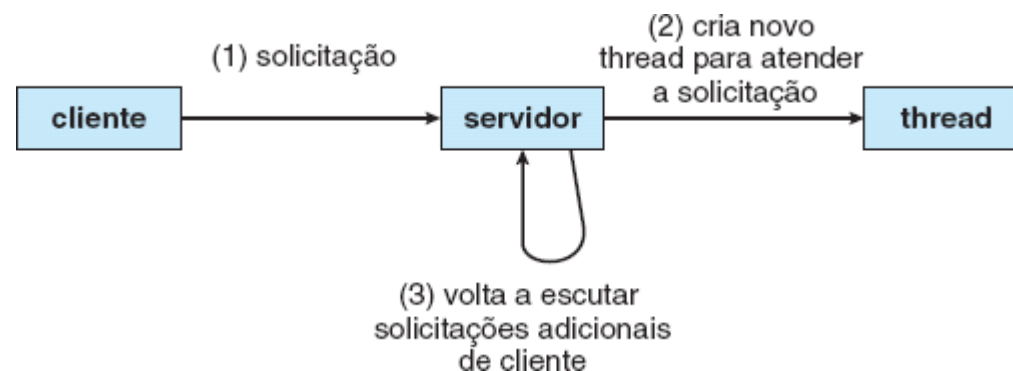 (1) solicitação
(2) cria novo
thread para atender
a solicitação
cliente
servidor
thread
(3) volta a escutar
solicitações adicionais
de cliente